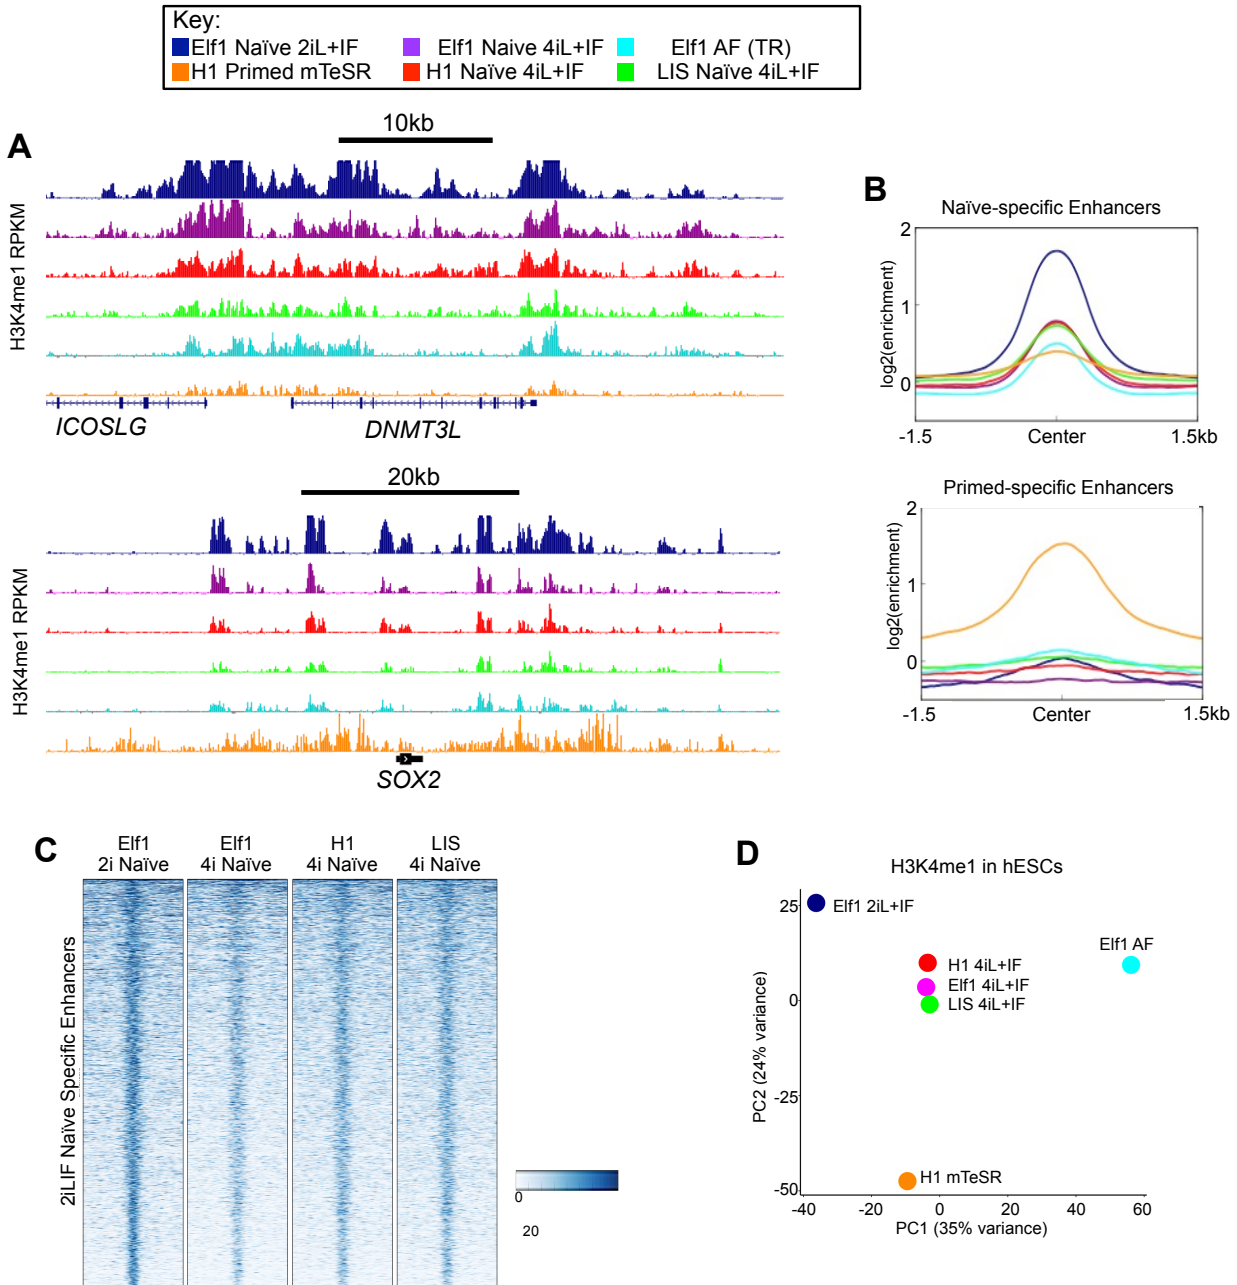 Key:
Elf1 Naïve 2iL+IF Elf1 Naive 4iL+IF Elf1 AF (TR)
H1 Primed mTeSR H1 Naïve 4iL+IF LIS Naïve 4iL+IF
A
10kb
H3K4me1 RPKM
ICOSLG DNMT3L
20kb
H3K4me1 RPKM
SOX2
B
Naïve-specific Enhancers
log2(enrichment)
2
1
0
-1.5 Center 1.5kb
Primed-specific Enhancers
log2(enrichment)
2
1
0
-1.5 Center 1.5kb
C
Elf1 Elf1 H1 LIS
2i Naïve 4i Naïve 4i Naïve 4i Naïve
2iLIF Naïve Specific Enhancers
0
20
D
H3K4me1 in hESCs
PC2 (24% variance)
25
0
-25
-50
Elf1 2iL+IF
Elf1 AF
H1 4iL+IF
Elf1 4iL+IF
LIS 4iL+IF
H1 mTeSR
-40 -20 0 20 40 60
PC1 (35% variance)